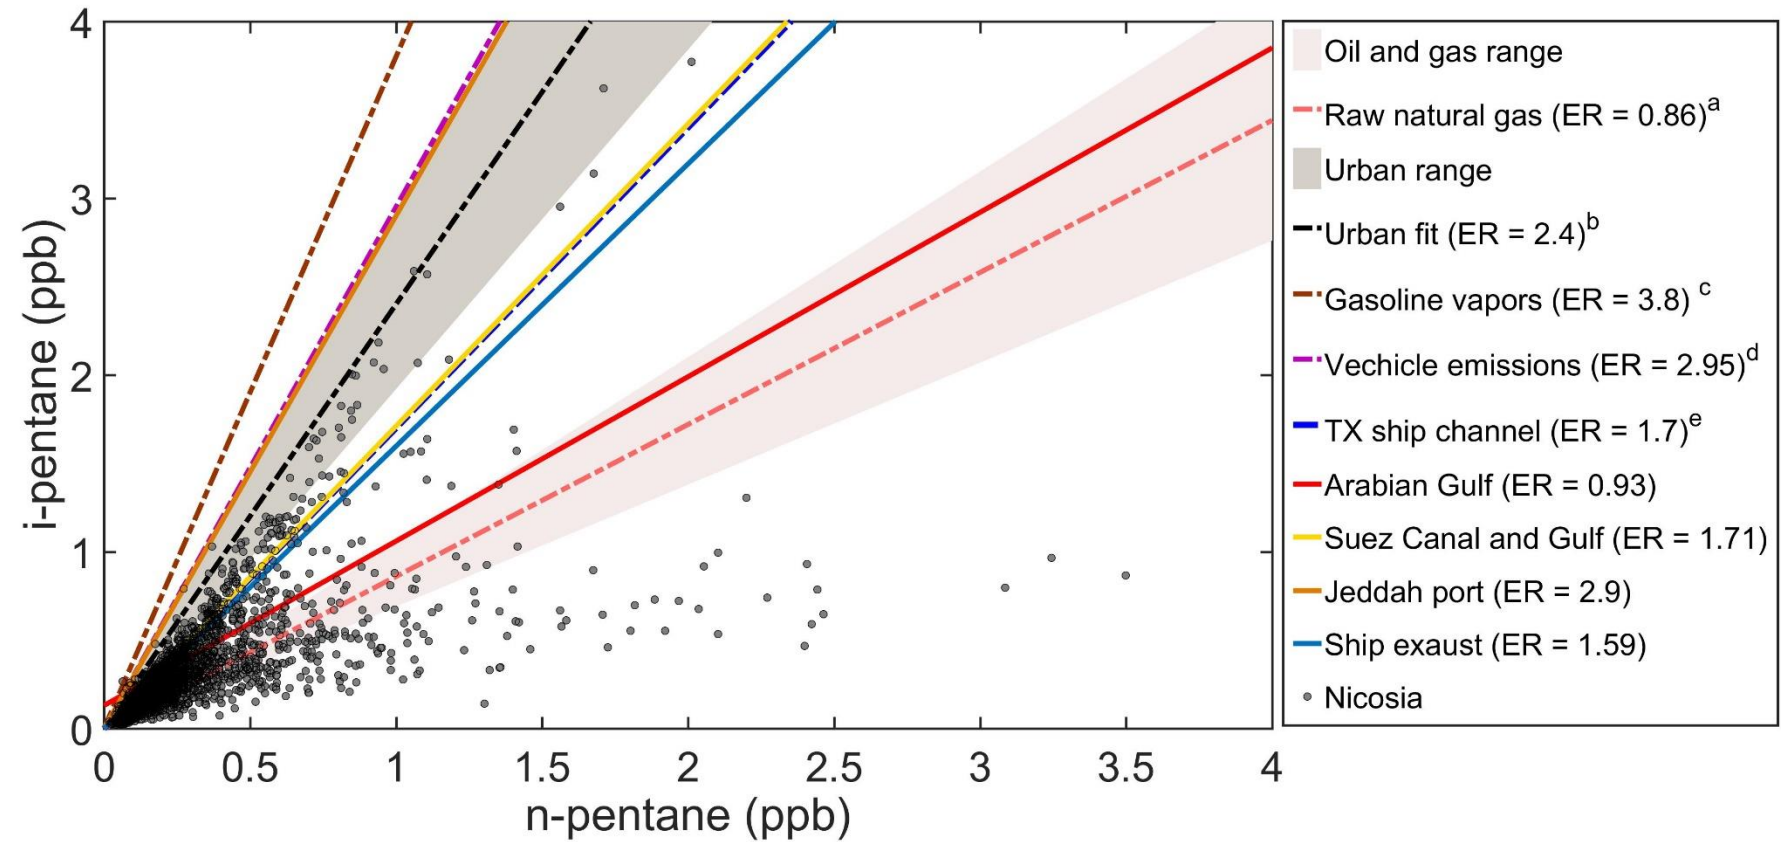 4
3
2
1
0
i-pentane (ppb)
0 0.5 1 1.5 2 2.5 3 3.5 4
n-pentane (ppb)
Oil and gas range
Raw natural gas (ER = 0.86)a
Urban range
Urban fit (ER = 2.4)b
Gasoline vapors (ER = 3.8) c
Vechicle emissions (ER = 2.95)d
TX ship channel (ER = 1.7)e
Arabian Gulf (ER = 0.93)
Suez Canal and Gulf (ER = 1.71)
Jeddah port (ER = 2.9)
Ship exaust (ER = 1.59)
Nicosia